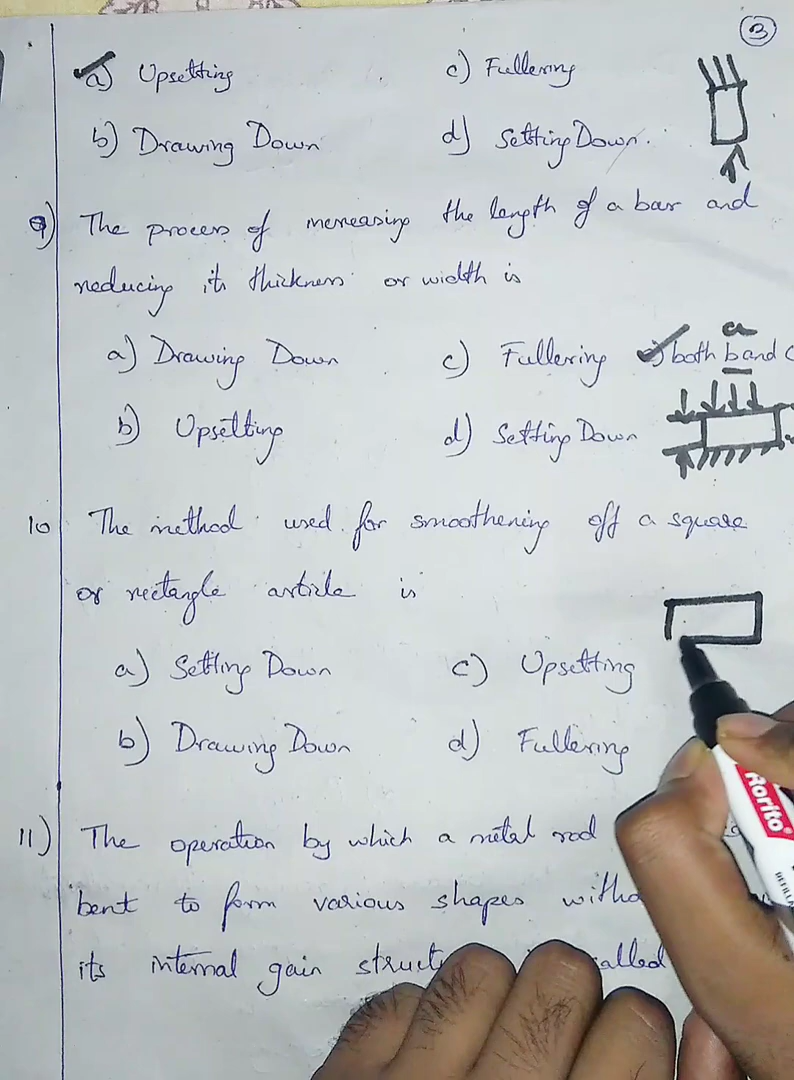 3
a) Upsetting c) Fullering
b) Drawing Down d) Setting Down.
9) The process of increasing the length of a bar and
reducing its thickness or width is
a) Drawing Down c) Fullering e) both b and c
a
b) Upsetting d) Setting Down
10 The method used for smoothening off a square
or rectangle article is
a) Setting Down c) Upsetting
b) Drawing Down d) Fullering
11) The operation by which a metal rod
bent to form various shapes
its internal gain called
Rorito